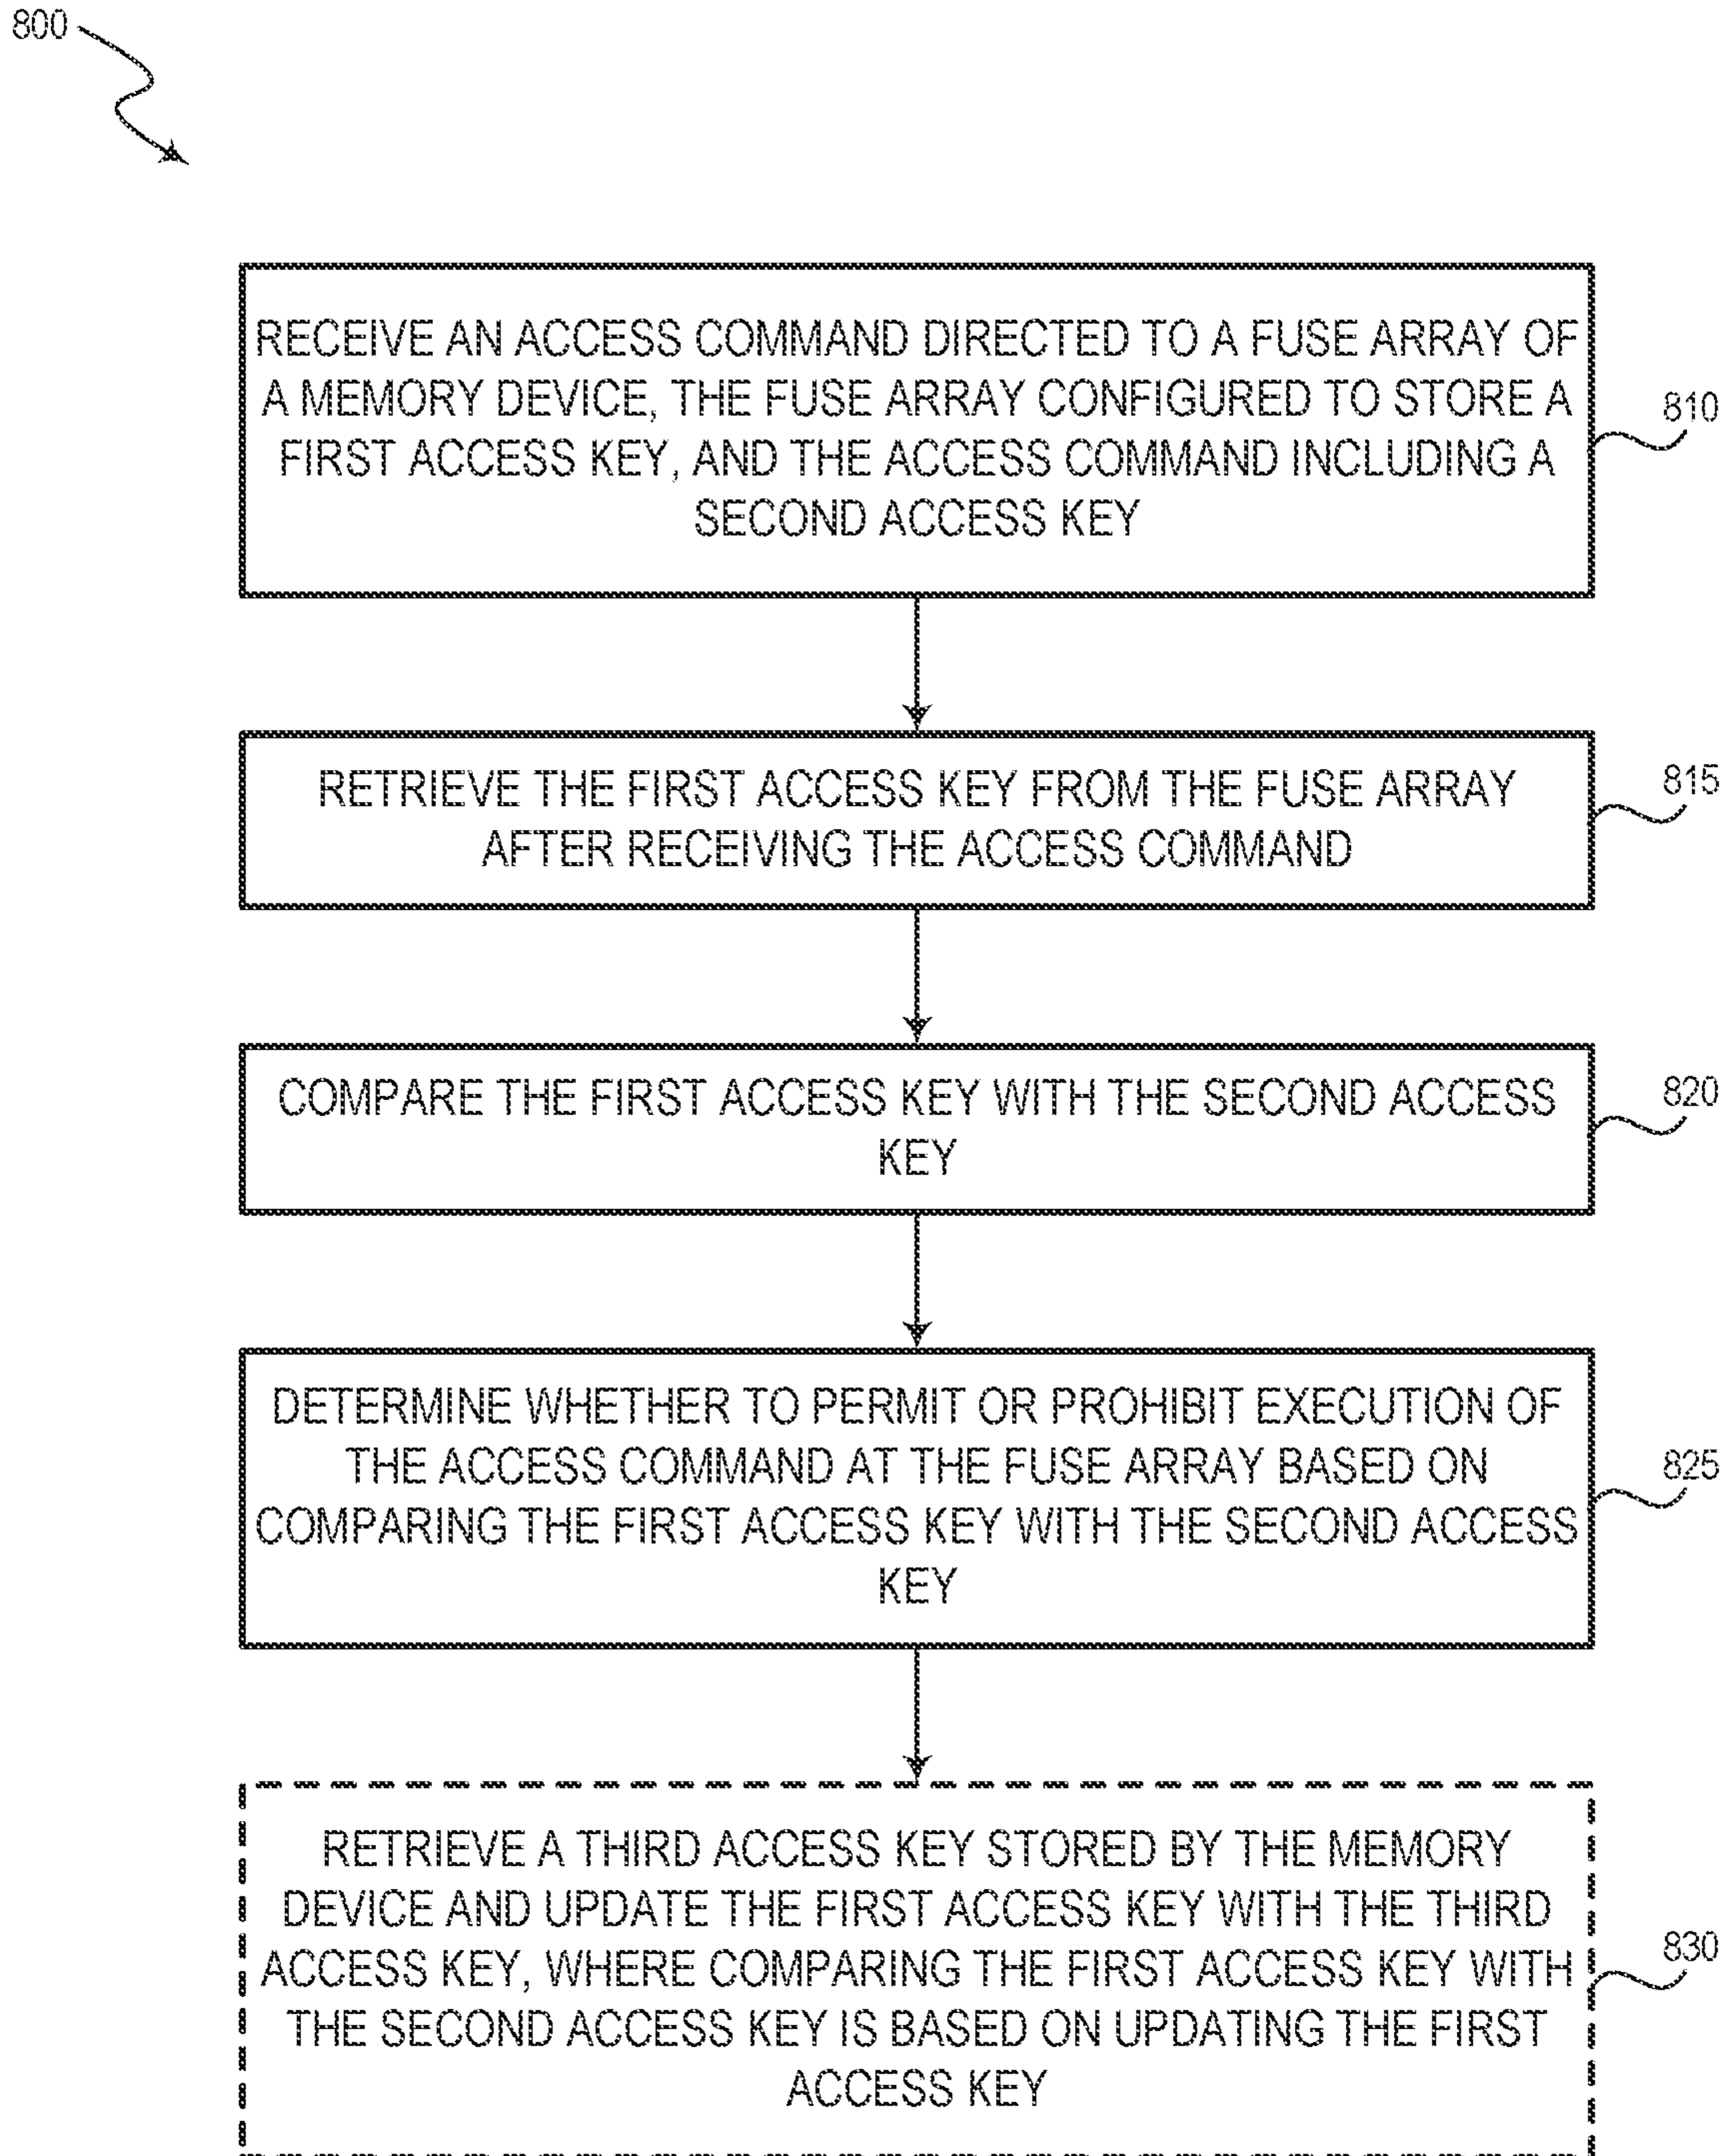 800
RECEIVE AN ACCESS COMMAND DIRECTED TO A FUSE ARRAY OF
A MEMORY DEVICE, THE FUSE ARRAY CONFIGURED TO STORE A
FIRST ACCESS KEY, AND THE ACCESS COMMAND INCLUDING A
SECOND ACCESS KEY
810
RETRIEVE THE FIRST ACCESS KEY FROM THE FUSE ARRAY
AFTER RECEIVING THE ACCESS COMMAND
815
COMPARE THE FIRST ACCESS KEY WITH THE SECOND ACCESS
KEY
820
DETERMINE WHETHER TO PERMIT OR PROHIBIT EXECUTION OF
THE ACCESS COMMAND AT THE FUSE ARRAY BASED ON
COMPARING THE FIRST ACCESS KEY WITH THE SECOND ACCESS
KEY
825
RETRIEVE A THIRD ACCESS KEY STORED BY THE MEMORY
DEVICE AND UPDATE THE FIRST ACCESS KEY WITH THE THIRD
ACCESS KEY, WHERE COMPARING THE FIRST ACCESS KEY WITH
THE SECOND ACCESS KEY IS BASED ON UPDATING THE FIRST
ACCESS KEY
830